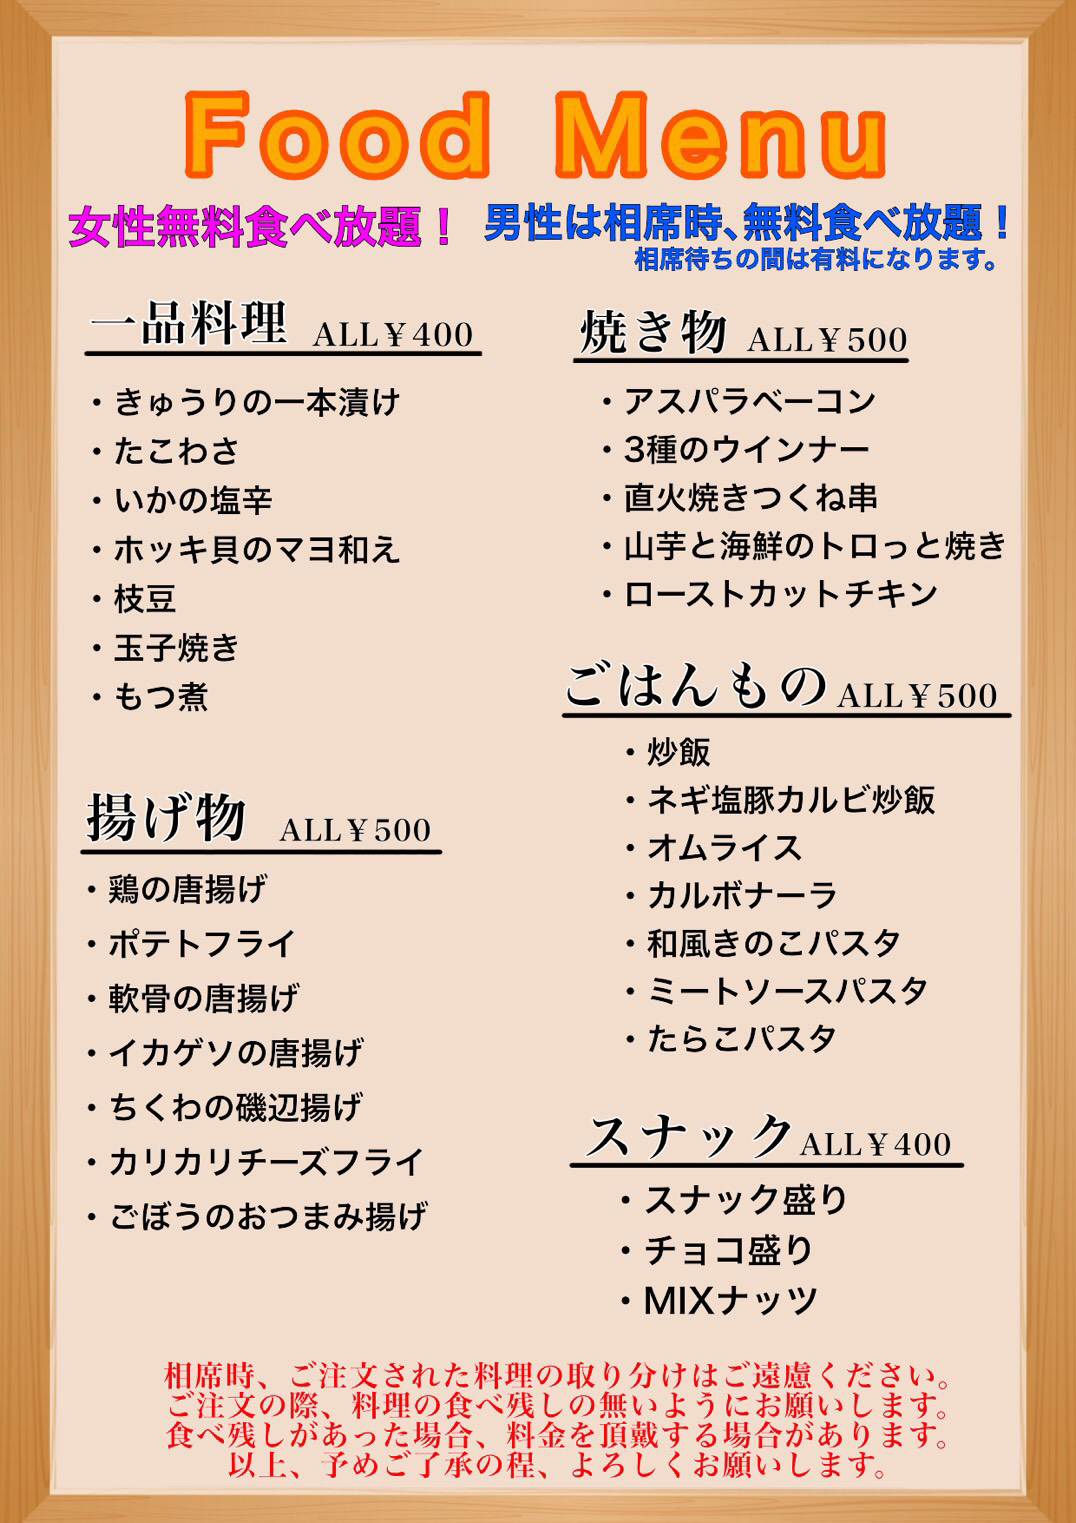 Food Menu
女性無料食べ放題！
男性は相席時、無料食べ放題！
相席待ちの間は有料になります。
一品料理 ALL￥400
・きゅうりの一本漬け
・たこわさ
・いかの塩辛
・ホッキ貝のマヨ和え
・枝豆
・玉子焼き
・もつ煮
揚げ物 ALL￥500
・鶏の唐揚げ
・ポテトフライ
・軟骨の唐揚げ
・イカゲソの唐揚げ
・ちくわの磯辺揚げ
・カリカリチーズフライ
・ごぼうのおつまみ揚げ
焼き物 ALL￥500
・アスパラベーコン
・3種のウインナー
・直火焼きつくね串
・山芋と海鮮のトロっと焼き
・ローストカットチキン
ごはんもの ALL￥500
・炒飯
・ネギ塩豚カルビ炒飯
・オムライス
・カルボナーラ
・和風きのこパスタ
・ミートソースパスタ
・たらこパスタ
スナック ALL￥400
・スナック盛り
・チョコ盛り
・MIXナッツ
相席時、ご注文された料理の取り分けはご遠慮ください。
ご注文の際、料理の食べ残しの無いようにお願いします。
食べ残しがあった場合、料金を頂戴する場合があります。
以上、予めご了承の程、よろしくお願いします。